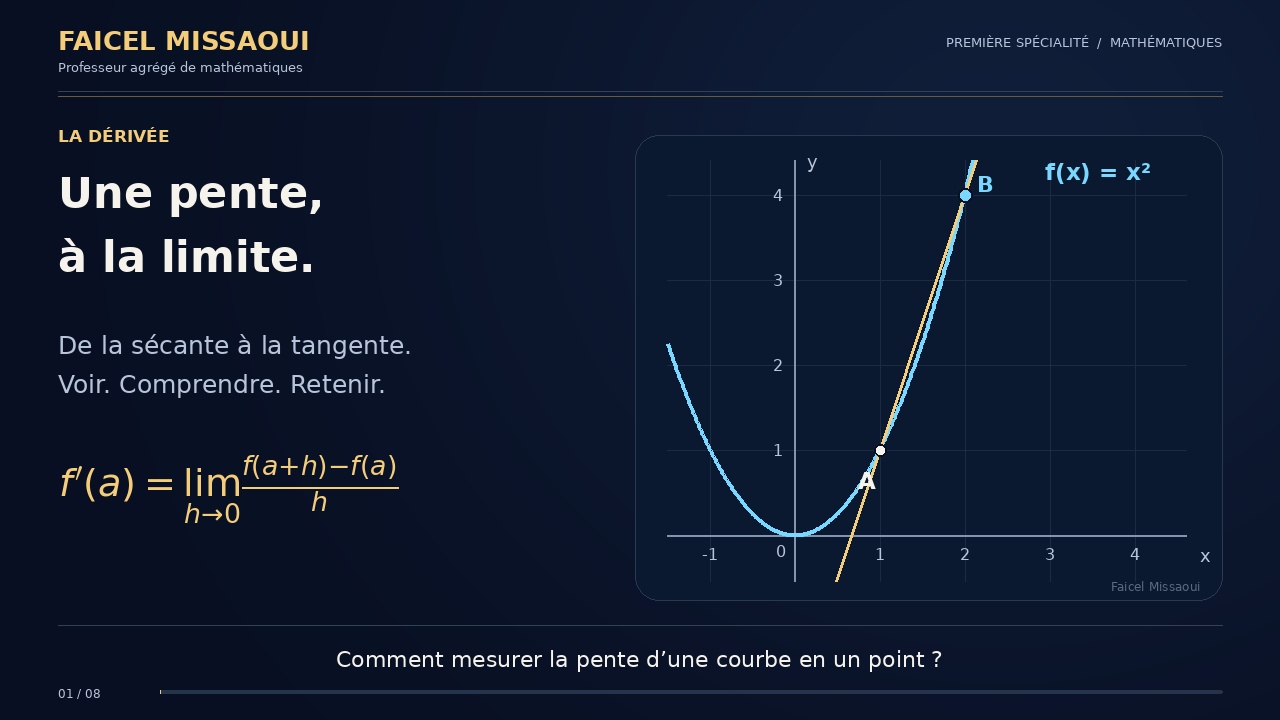 FAICEL MISSAOUI
Professeur agrégé de mathématiques
PREMIÈRE SPÉCIALITÉ / MATHÉMATIQUES
LA DÉRIVÉE
Une pente,
à la limite.
De la sécante à la tangente.
Voir. Comprendre. Retenir.
f′(a) = lim h→0 f(a+h)−f(a) / h
f(x) = x²
y
B
4
3
2
1
A
-1 0 1 2 3 4 x
Faicel Missaoui
Comment mesurer la pente d’une courbe en un point ?
01 / 08